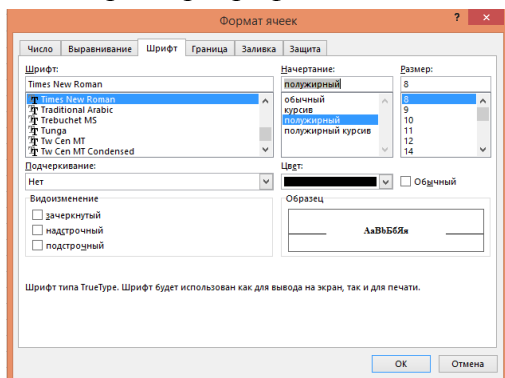 Формат ячеек
? ×
Число Выравнивание Шрифт Граница Заливка Защита
Шрифт: Начертание: Размер:
Times New Roman полужирный 8
Times New Roman обычный 8
Traditional Arabic курсив 9
Trebuchet MS полужирный 10
Tunga полужирный курсив 11
Tw Cen MT 12
Tw Cen MT Condensed 14
Подчеркивание: Цвет:
Нет Обычный
Видоизменение Образец
зачеркнутый
надстрочный АаВbБбЯя
подстрочный
Шрифт типа TrueType. Шрифт будет использован как для вывода на экран, так и для печати.
ОК Отмена